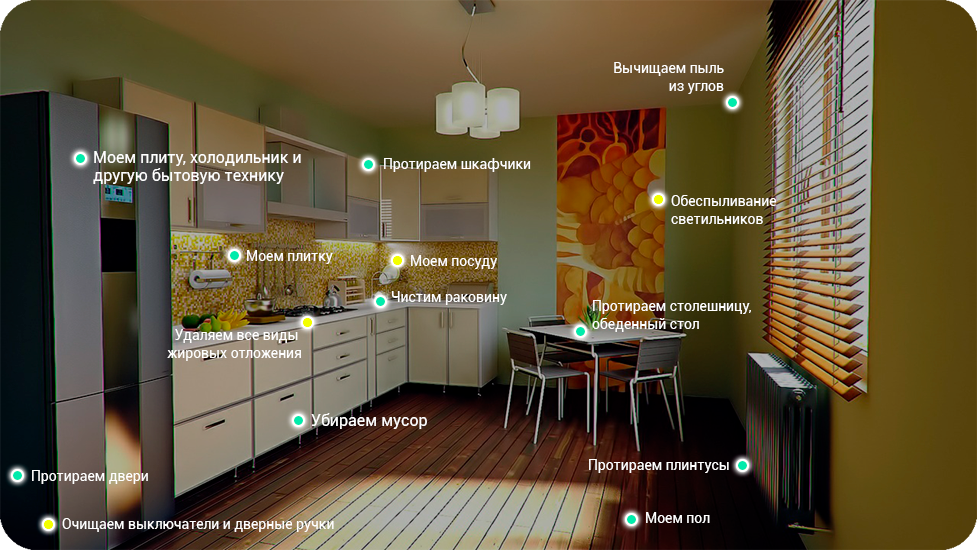 Вычищаем пыль
из углов
Моем плиту, холодильник и
другую бытовую технику
Протираем шкафчики
Обеспыливание
светильников
Моем плитку
Моем посуду
Чистим раковину
Протираем столешницу,
обеденный стол
Удаляем все виды
жировых отложения
Убираем мусор
Протираем плинтусы
Протираем двери
Моем пол
Очищаем выключатели и дверные ручки